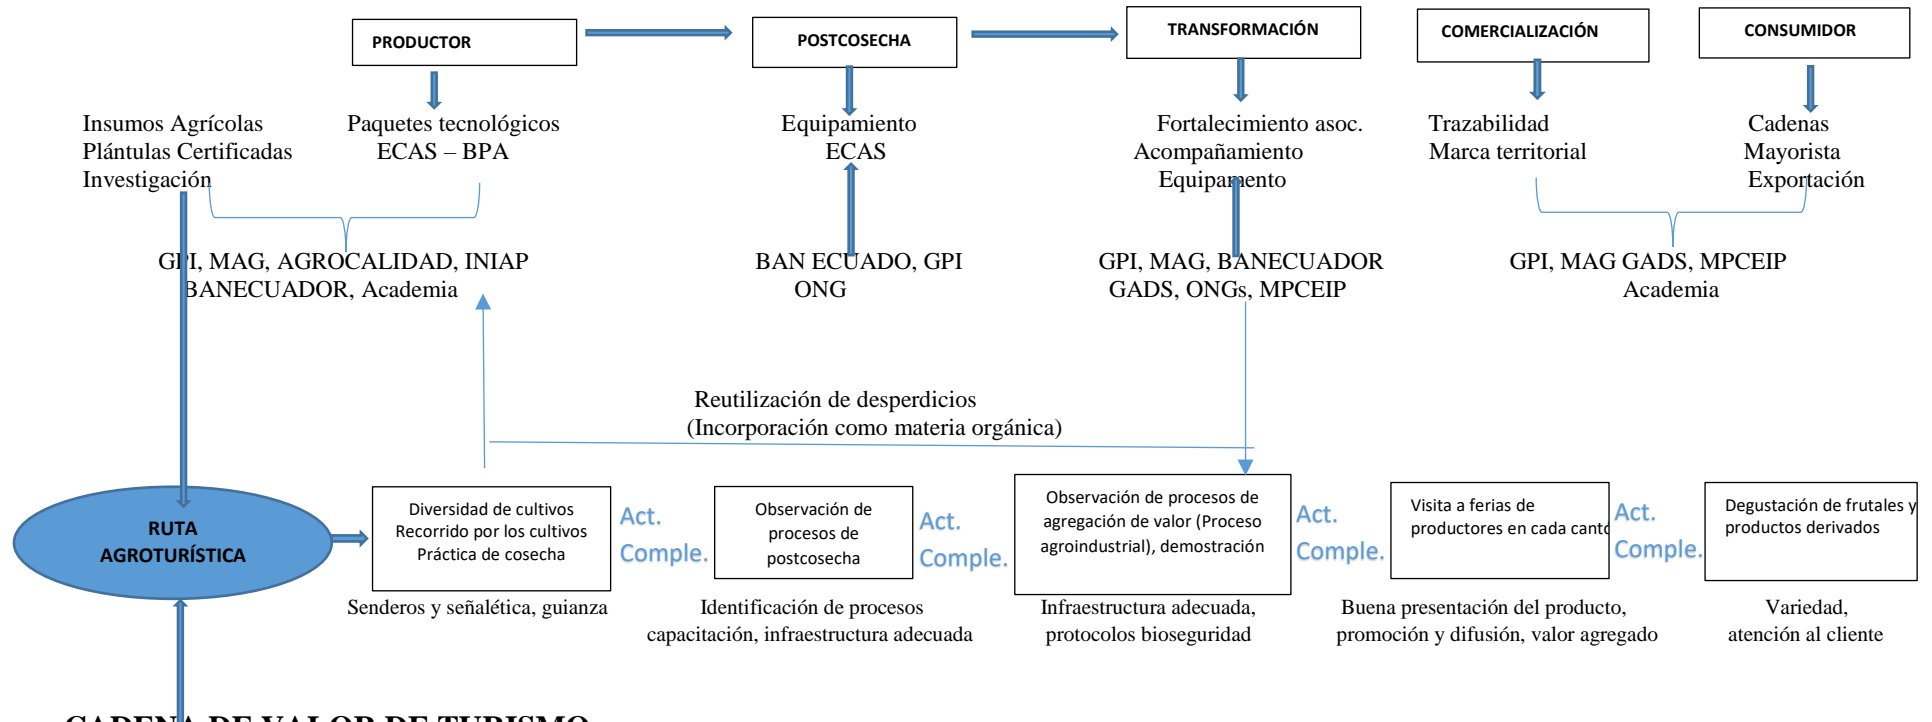 PRODUCTOR
POSTCOSECHA
TRANSFORMACIÓN
COMERCIALIZACIÓN
CONSUMIDOR
Insumos Agrícolas
Plántulas Certificadas
Investigación
Paquetes tecnológicos
ECAS – BPA
Equipamiento
ECAS
Fortalecimiento asoc.
Acompañamiento
Equipamento
Trazabilidad
Marca territorial
Cadenas
Mayorista
Exportación
GPI, MAG, AGROCALIDAD, INIAP
BANECUADOR, Academia
BAN ECUADO, GPI
ONG
GPI, MAG, BANECUADOR
GADS, ONGs, MPCEIP
GPI, MAG GADS, MPCEIP
Academia
Reutilización de desperdicios
(Incorporación como materia orgánica)
RUTA
AGROTURÍSTICA
Diversidad de cultivos
Recorrido por los cultivos
Práctica de cosecha
Act.
Comple.
Observación de
procesos de
postcosecha
Act.
Comple.
Observación de procesos de
agregación de valor (Proceso
agroindustrial), demostración
Act.
Comple.
Visita a ferias de
productores en cada canto
Act.
Comple.
Degustación de frutales y
productos derivados
Senderos y señalética, guianza
Identificación de procesos
capacitación, infraestructura adecuada
Infraestructura adecuada,
protocolos bioseguridad
Buena presentación del producto,
promoción y difusión, valor agregado
Variedad,
atención al cliente
CADENA DE VALOR DE TURISMO